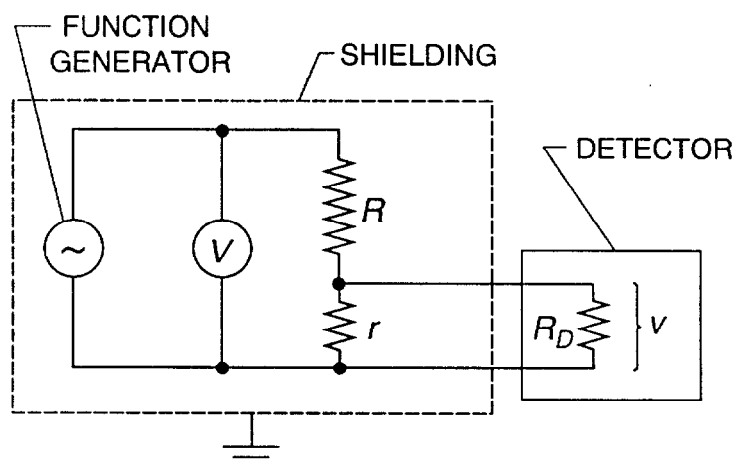 FUNCTION
GENERATOR
SHIELDING
DETECTOR
R
~
V
r
R_D
v